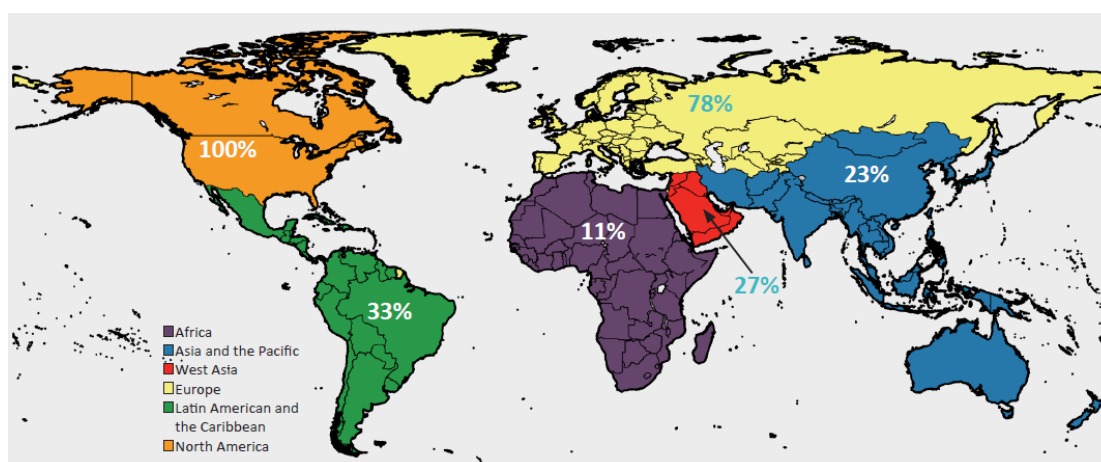 78%
100%
23%
11%
27%
33%
Africa
Asia and the Pacific
West Asia
Europe
Latin American and
the Caribbean
North America